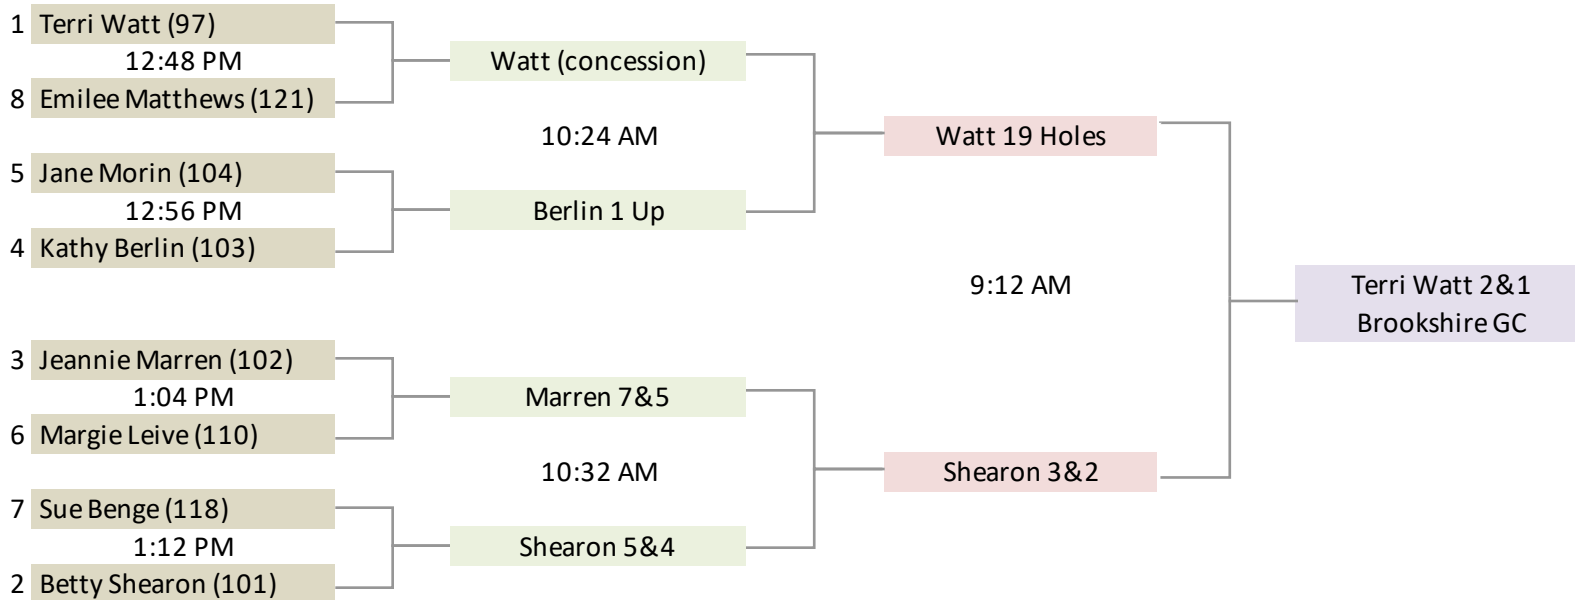 1 Terri Watt (97)
12:48 PM
8 Emilee Matthews (121)
5 Jane Morin (104)
12:56 PM
4 Kathy Berlin (103)
3 Jeannie Marren (102)
1:04 PM
6 Margie Leive (110)
7 Sue Benge (118)
1:12 PM
2 Betty Shearon (101)
Watt (concession)
10:24 AM
Berlin 1 Up
Marren 7&5
10:32 AM
Shearon 5&4
Watt 19 Holes
9:12 AM
Shearon 3&2
Terri Watt 2&1
Brookshire GC